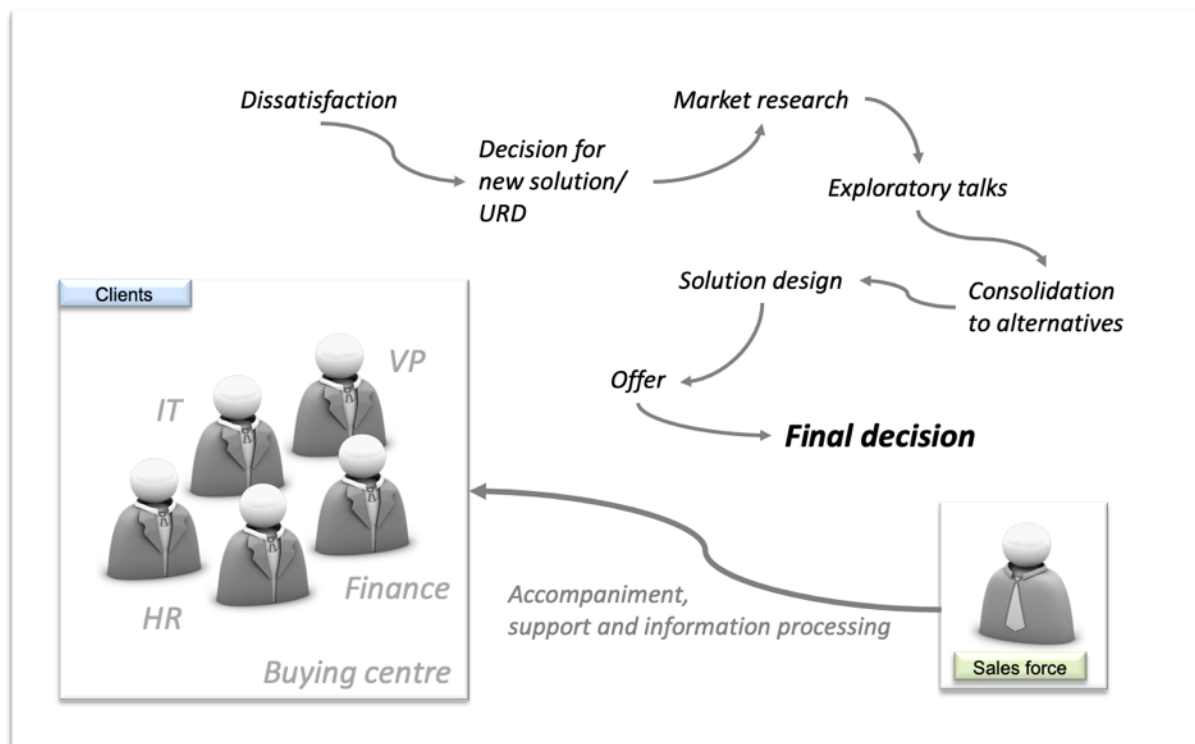 Dissatisfaction
Decision for
new solution/
URD
Market research
Exploratory talks
Consolidation
to alternatives
Solution design
Offer
Final decision
Clients
VP
IT
HR
Finance
Buying centre
Accompaniment,
support and information processing
Sales force